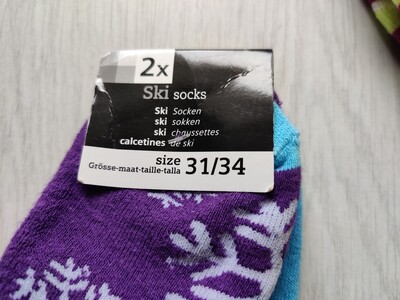 2x
Ski socks
Ski Socken
ski sokken
ski chaussettes
calcetines de ski
size
Grösse-maat-taille-talla 31/34